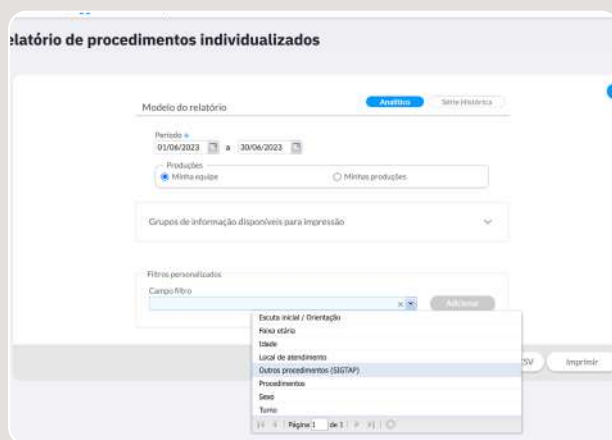 elatório de procedimentos individualizados
Modelo do relatório
Analítico
Série Histórica
Período
01/06/2023 a 30/06/2023
Produções
Minha equipe
Minhas produções
Grupos de informação disponíveis para impressão
Filtros personalizados
Campo filtro
Adicionar
Escuta inicial / Orientação
Faixa etária
Idade
Local de atendimento
Outros procedimentos (SIGTAP)
Procedimentos
Sexo
Turno
Página 1 de 1
CSV
Imprimir